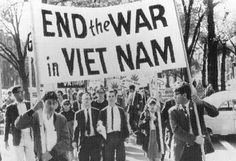 END the WAR
in VIET NAM